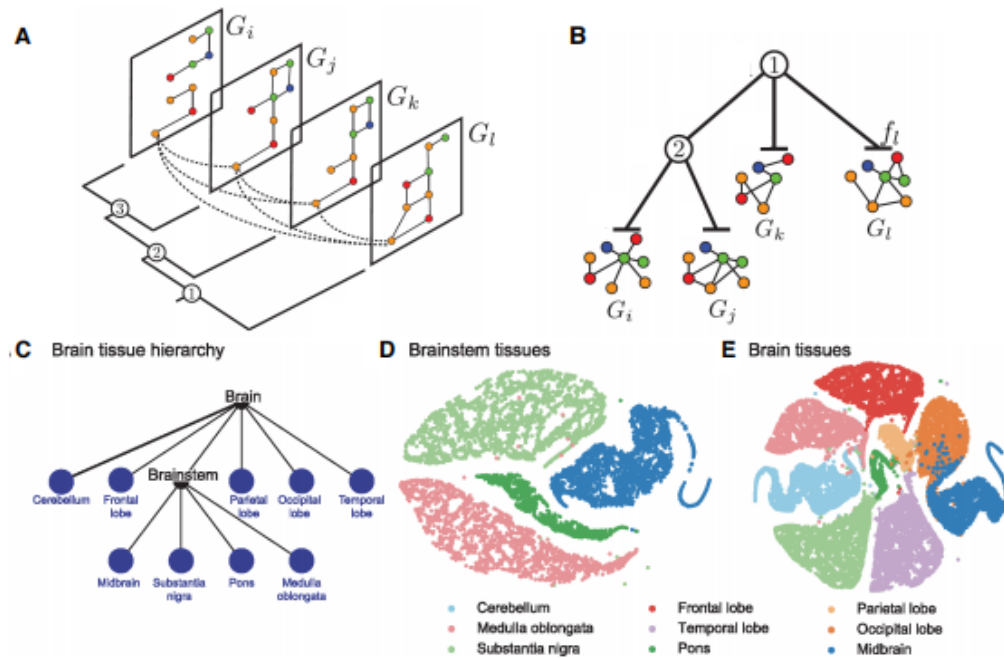 A
G_i
G_j
G_k
G_l
3
2
1
B
1
2
f_l
G_k
G_l
G_i
G_j
C Brain tissue hierarchy
Brain
Brainstem
Cerebellum
Frontal
lobe
Parietal
lobe
Occipital
lobe
Temporal
lobe
Midbrain
Substantia
nigra
Pons
Medulla
oblongata
D Brainstem tissues
E Brain tissues
Cerebellum
Medulla oblongata
Substantia nigra
Frontal lobe
Temporal lobe
Pons
Parietal lobe
Occipital lobe
Midbrain